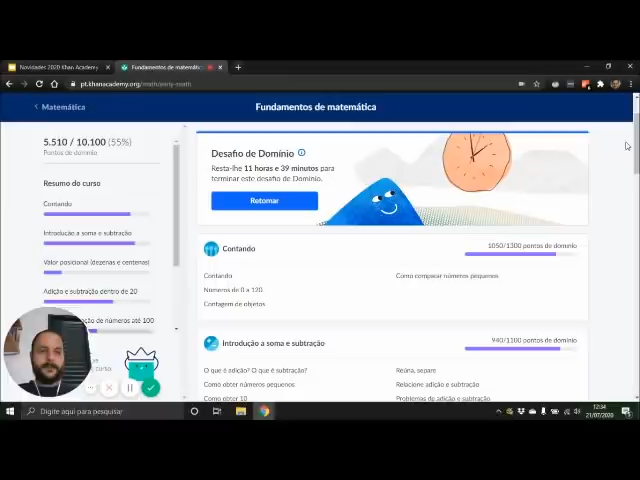 Novidades 2020 Khan Academy
Fundamentos de matemátic
pt.khanacademy.org/math/early-math
Matemática
Fundamentos de matemática
5.510 / 10.100 (55%)
Pontos de domínio
Resumo do curso
Contando
Introdução a soma e subtração
Valor posicional (dezenas e centenas)
Adição e subtração dentro de 20
ção de números até 100
curso
Desafio de Domínio
Resta-lhe 11 horas e 39 minutos para
terminar este desafio de Domínio.
Retomar
Contando
1050/1300 pontos de domínio
Contando
Como comparar números pequenos
Números de 0 a 120
Contagem de objetos
Introdução a soma e subtração
940/1100 pontos de domínio
O que é adição? O que é subtração?
Reúna, separe
Como obter números pequenos
Relacione adição e subtração
Como obter 10
Problemas de adição e subtração
Digite aqui para pesquisar
12:34
21/07/2020